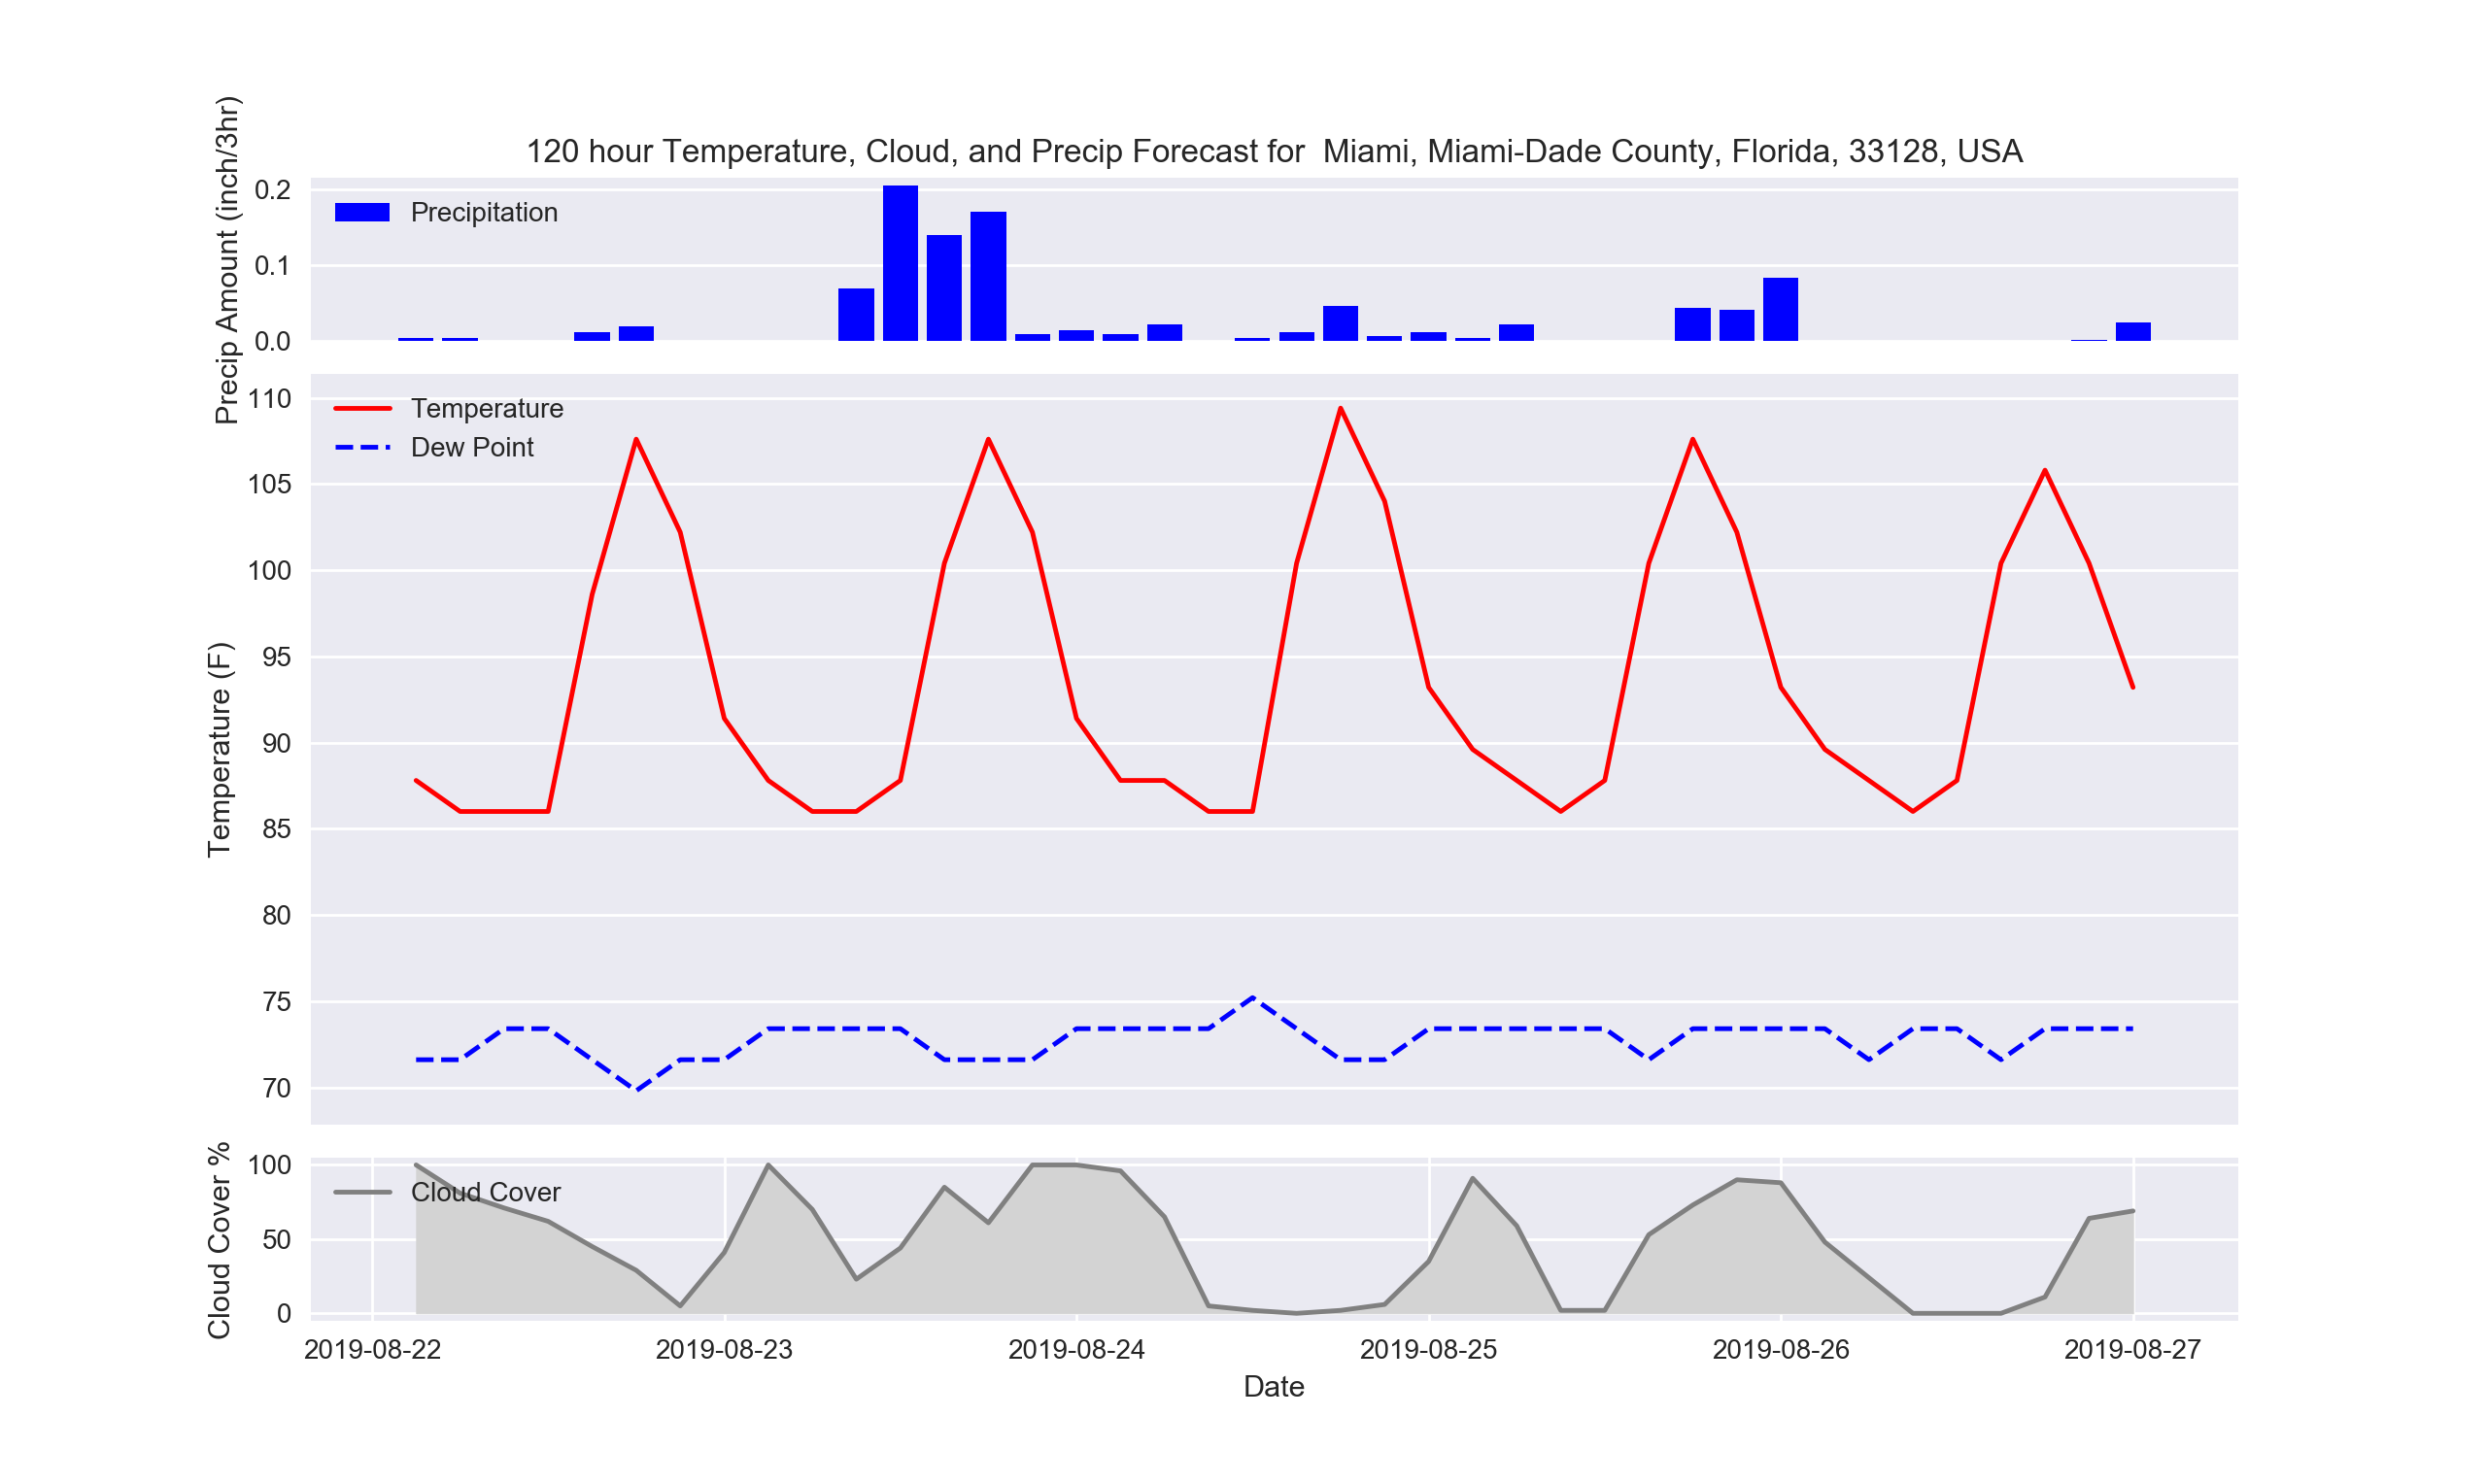 120 hour Temperature, Cloud, and Precip Forecast for  Miami, Miami-Dade County, Florida, 33128, USA
Precip Amount (inch/3hr)
0.2
0.1
0.0
Precipitation
Temperature (F)
110
105
100
95
90
85
80
75
70
Temperature
Dew Point
Cloud Cover %
100
50
0
Cloud Cover
2019-08-22 2019-08-23 2019-08-24 2019-08-25 2019-08-26 2019-08-27
Date